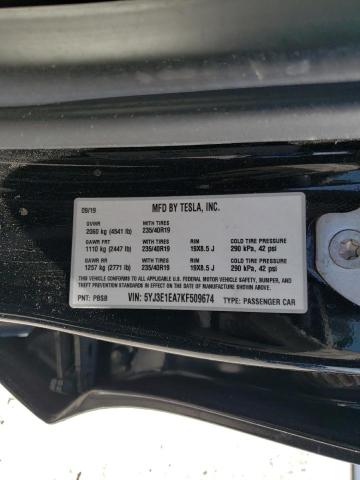 09/19 MFD BY TESLA, INC.
GVWR WITH TIRES
2060 kg (4541 lb) 235/40R19
GAWR FRT WITH TIRES RIM COLD TIRE PRESSURE
1110 kg (2447 lb) 235/40R19 19X8.5 J 290 kPa, 42 psi
GAWR RR WITH TIRES RIM COLD TIRE PRESSURE
1257 kg (2771 lb) 235/40R19 19X8.5 J 290 kPa, 42 psi
THIS VEHICLE CONFORMS TO ALL APPLICABLE U.S. FEDERAL MOTOR
VEHICLE SAFETY, BUMPER, AND THEFT PREVENTION STANDARDS IN
EFFECT ON THE DATE OF MANUFACTURE SHOWN ABOVE.
PNT: PBSB VIN: 5YJ3E1EA7KF509674 TYPE: PASSENGER CAR